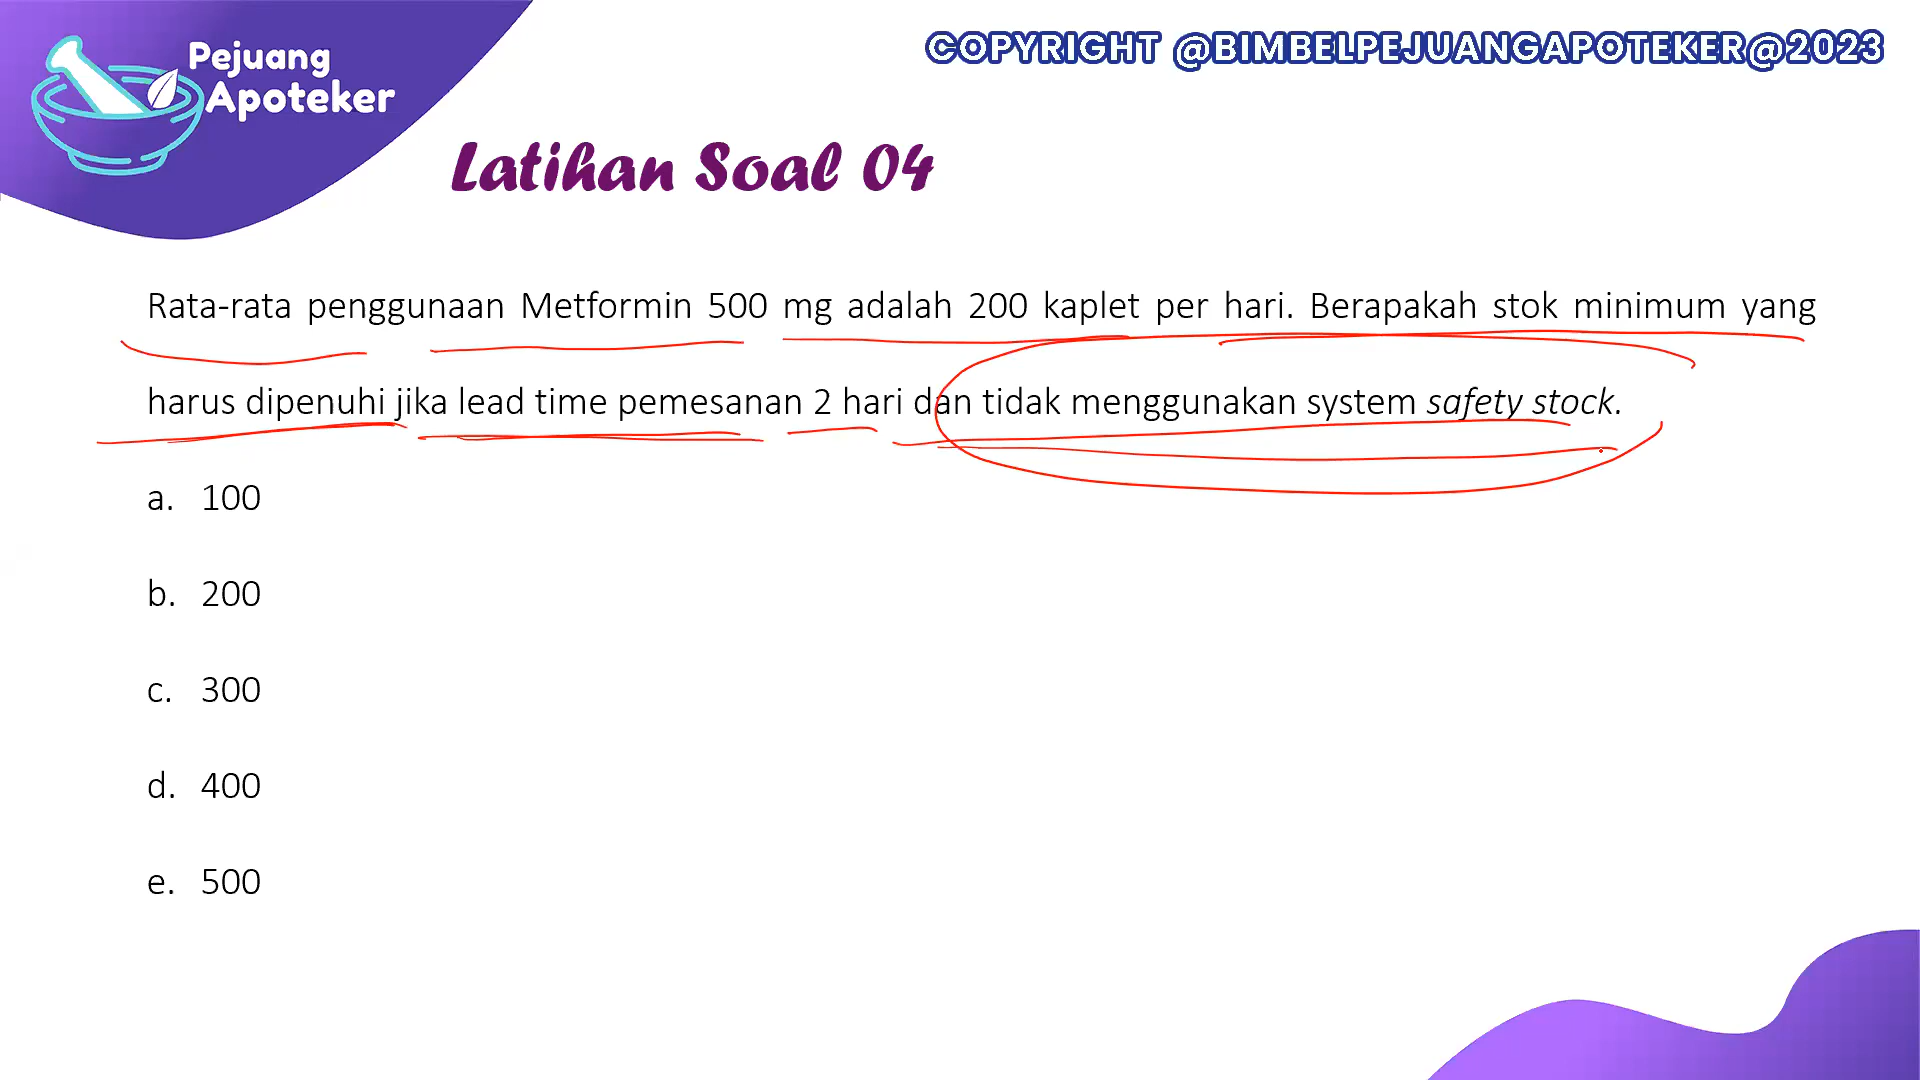 Pejuang
Apoteker
COPYRIGHT @BIMBELPEJUANGAPOTEKER@2023
Latihan Soal 04
Rata-rata penggunaan Metformin 500 mg adalah 200 kaplet per hari. Berapakah stok minimum yang
harus dipenuhi jika lead time pemesanan 2 hari dan tidak menggunakan system safety stock.
a. 100
b. 200
c. 300
d. 400
e. 500